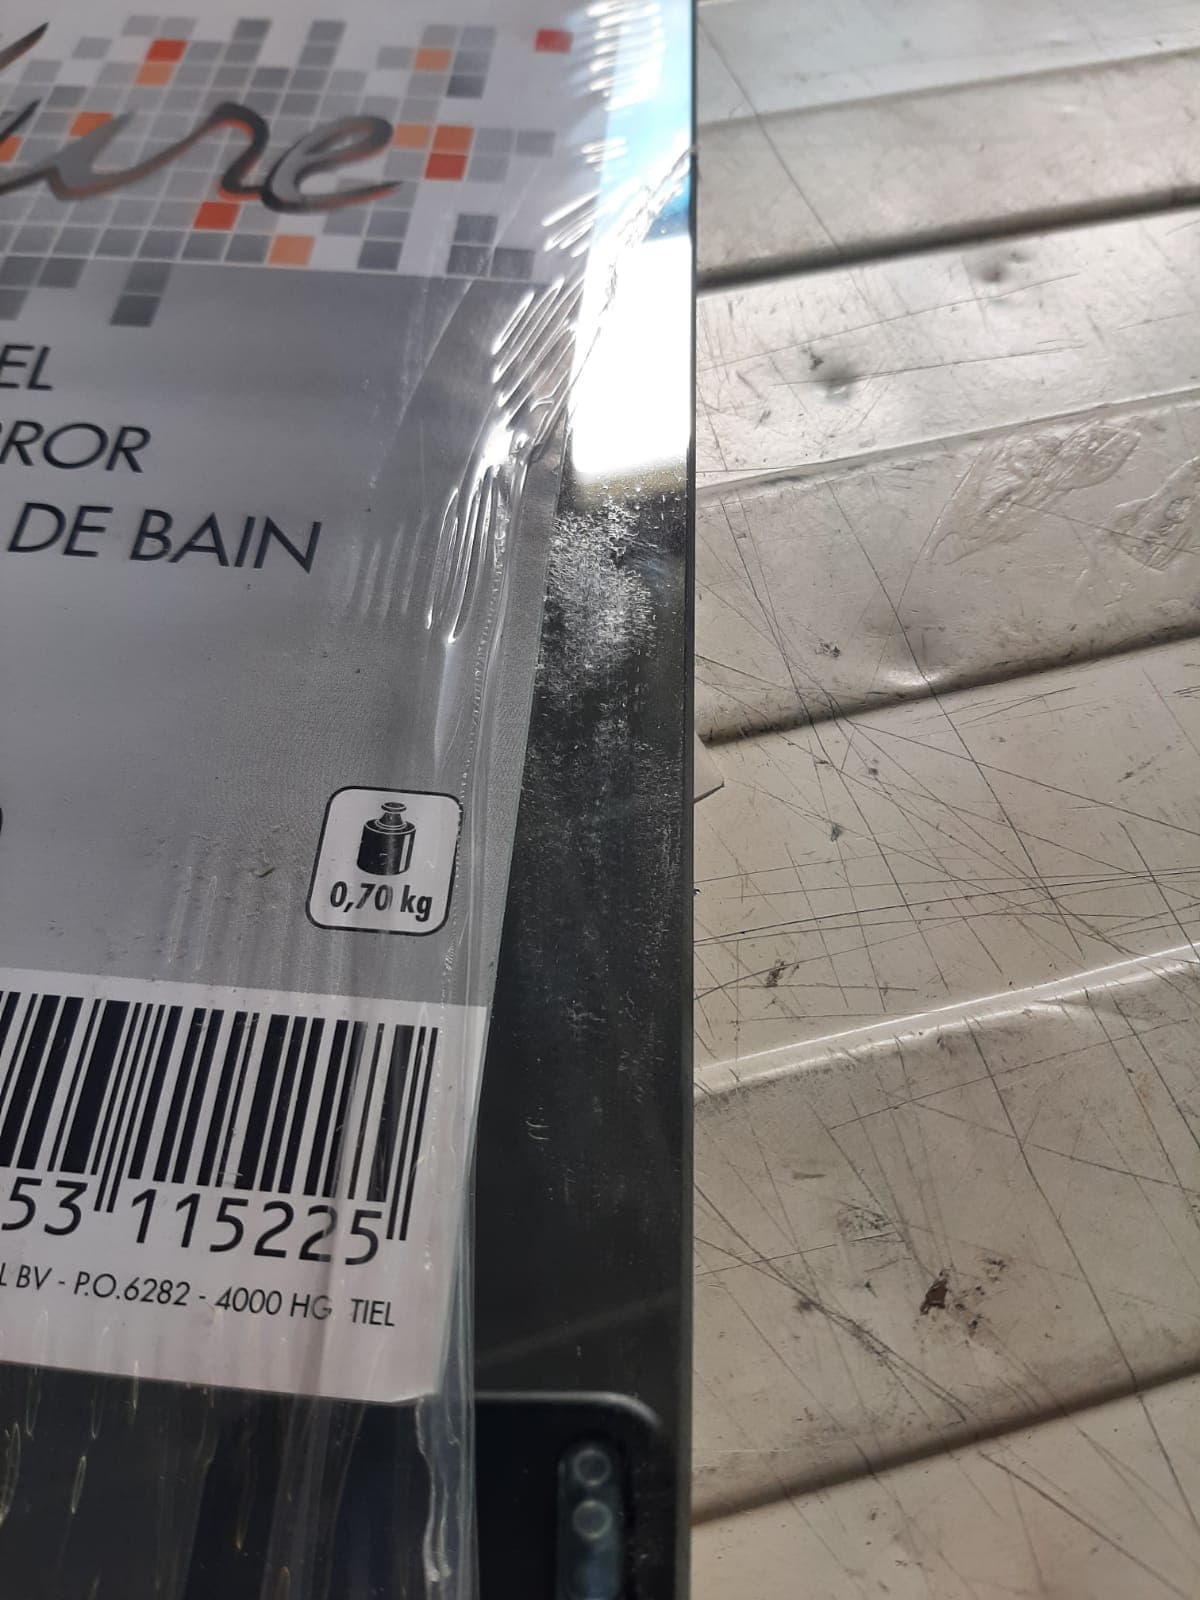 ure
EL
ROR
DE BAIN
0,70 kg
53 115225
L BV - P.O.6282 - 4000 HG TIEL